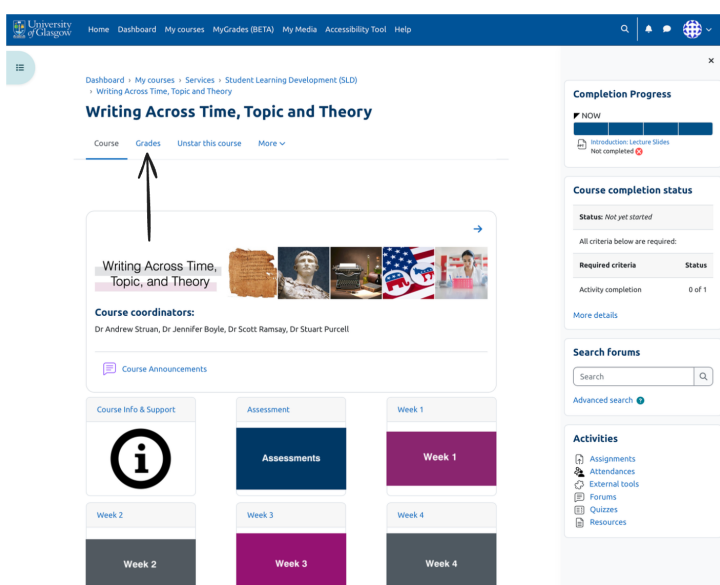 University of Glasgow
Home Dashboard My courses MyGrades (BETA) My Media Accessibility Tool Help
Dashboard › My courses › Services › Student Learning Development (SLD)
› Writing Across Time, Topic and Theory
Writing Across Time, Topic and Theory
Course Grades Unstar this course More
Writing Across Time,
Topic, and Theory
Course coordinators:
Dr Andrew Struan, Dr Jennifer Boyle, Dr Scott Ramsay, Dr Stuart Purcell
Course Announcements
Course Info & Support
Assessment
Assessments
Week 1
Week 1
Week 2
Week 2
Week 3
Week 3
Week 4
Week 4
Completion Progress
NOW
Introduction: Lecture Slides
Not completed
Course completion status
Status: Not yet started
All criteria below are required:
Required criteria Status
Activity completion 0 of 1
More details
Search forums
Search
Advanced search
Activities
Assignments
Attendances
External tools
Forums
Quizzes
Resources